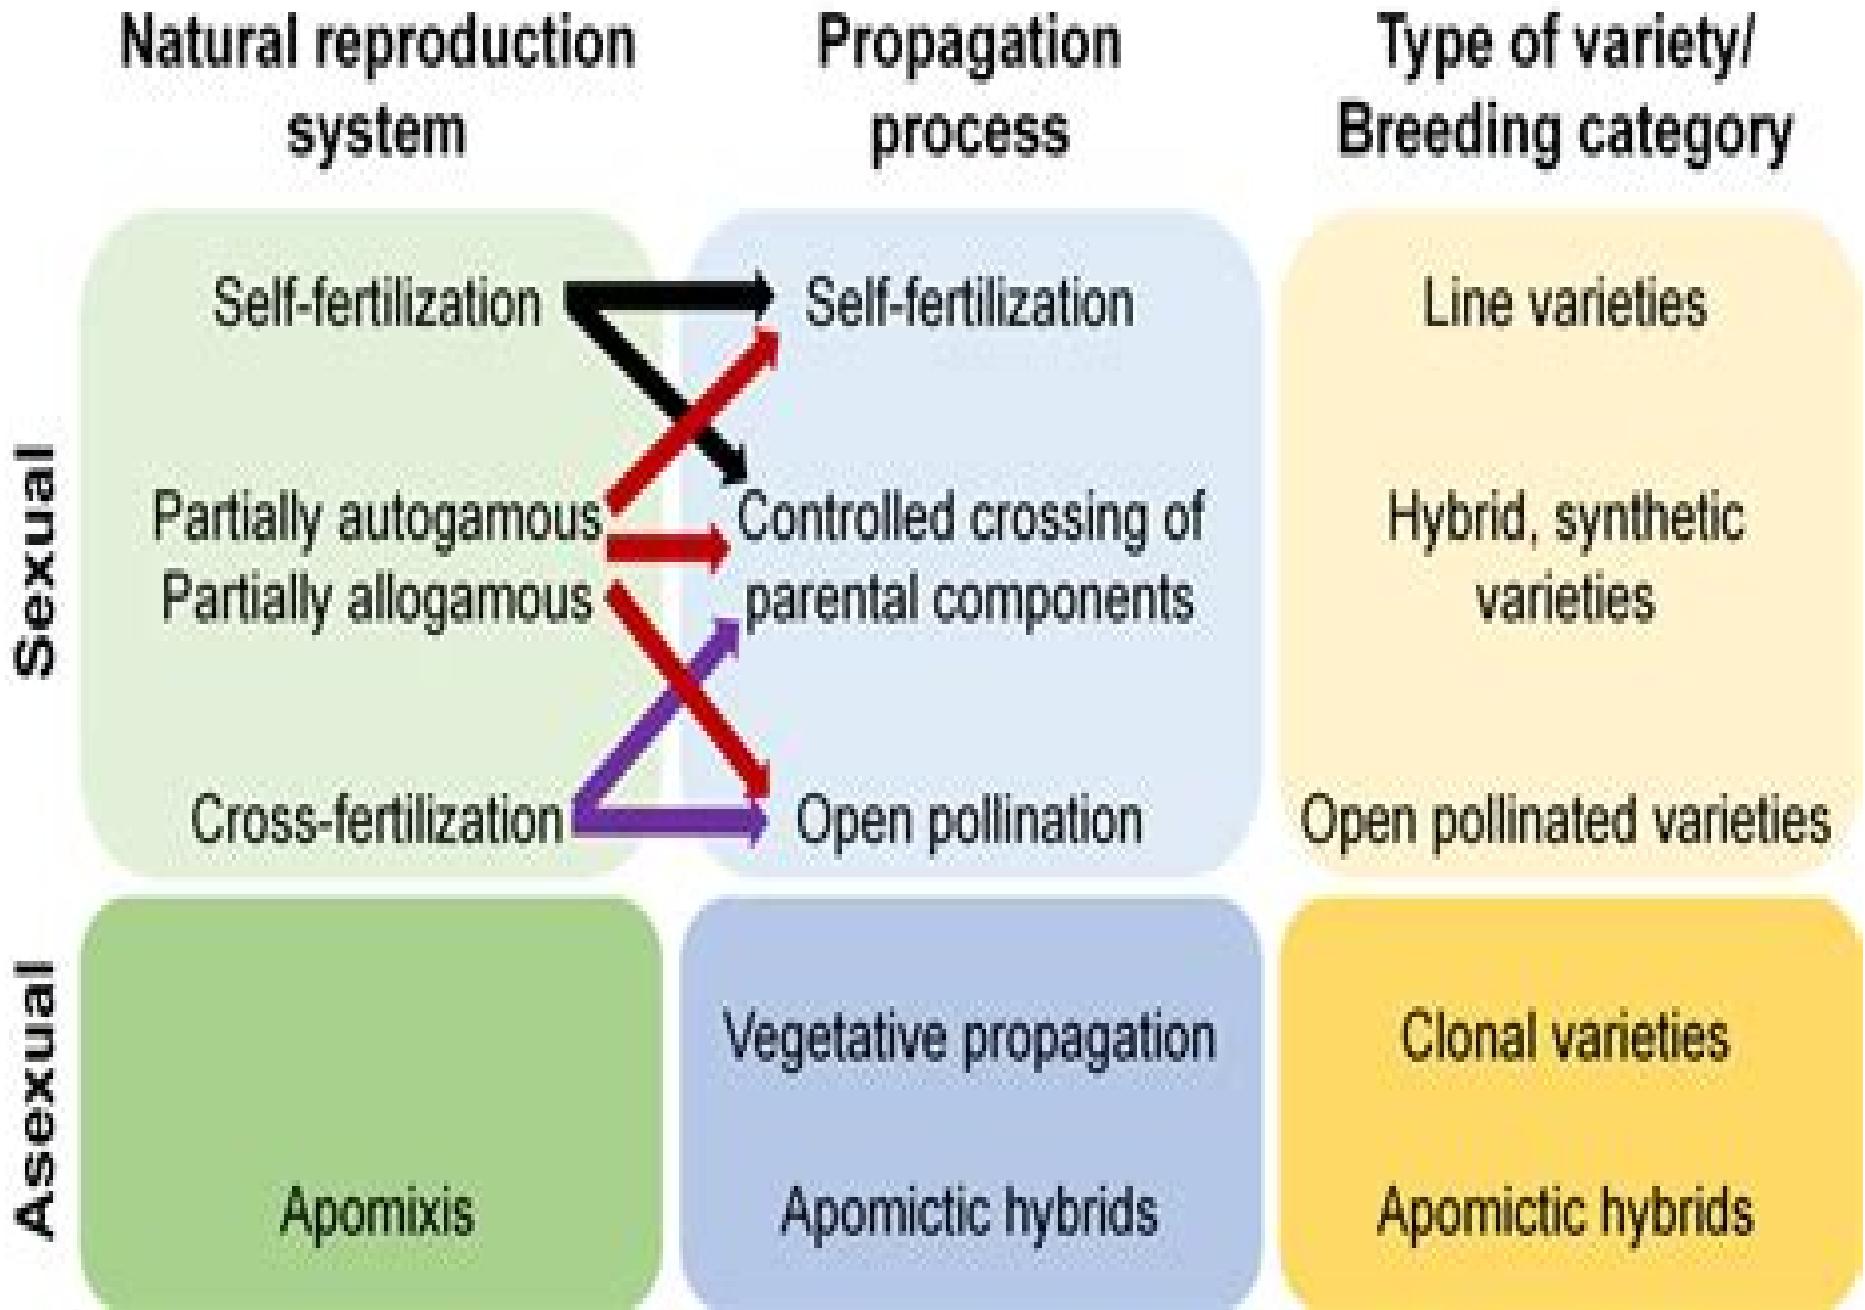 Natural reproduction
system
Propagation
process
Type of variety/
Breeding category
Sexual
Self-fertilization
Self-fertilization
Line varieties
Partially autogamous
Partially allogamous
Controlled crossing of
parental components
Hybrid, synthetic
varieties
Cross-fertilization
Open pollination
Open pollinated varieties
Asexual
Vegetative propagation
Clonal varieties
Apomixis
Apomictic hybrids
Apomictic hybrids